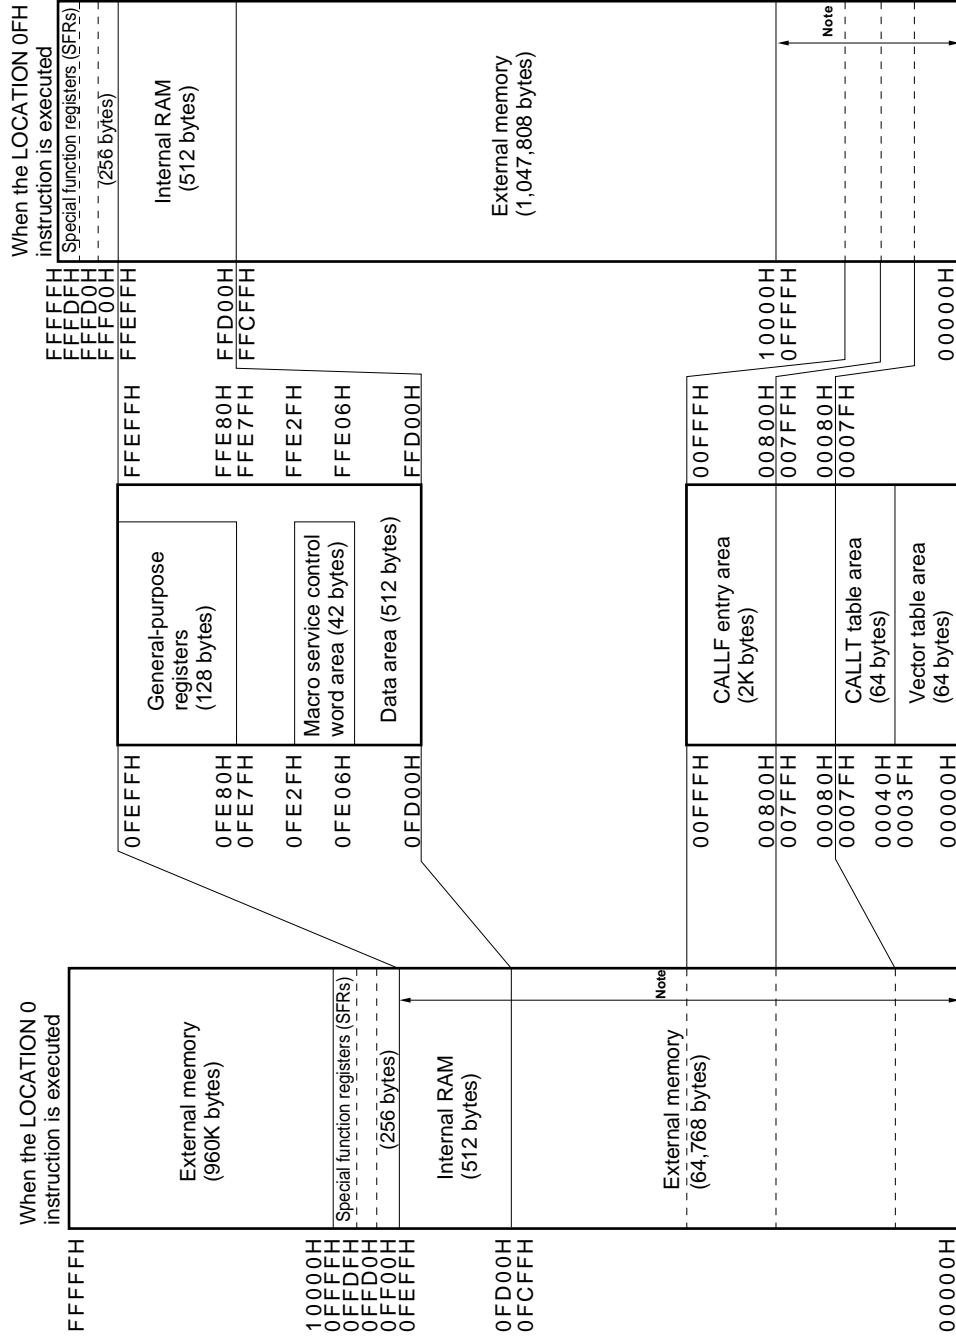 When the LOCATION 0
instruction is executed
FFFFFH
10000H
0FFFFH
0FFDFH
0FFD0H
0FF00H
0FEFFH
0FD00H
0FCFFH
00000H
External memory
(960K bytes)
Special function registers (SFRs)
(256 bytes)
Internal RAM
(512 bytes)
Note
External memory
(64,768 bytes)
0FEFFH
0FE80H
0FE7FH
0FE2FH
0FE06H
0FD00H
00FFFH
00800H
007FFH
00080H
0007FH
00040H
0003FH
00000H
General-purpose
registers
(128 bytes)
Macro service control
word area (42 bytes)
Data area (512 bytes)
CALLF entry area
(2K bytes)
CALLT table area
(64 bytes)
Vector table area
(64 bytes)
FFEFFH
FFE80H
FFE7FH
FFE2FH
FFE06H
FFD00H
00FFFH
00800H
007FFH
00080H
0007FH
When the LOCATION 0FH
instruction is executed
FFFFFH
FFFDFH
FFFD0H
FFF00H
FFEFFH
FFD00H
FFCFFH
10000H
0FFFFH
00000H
Special function registers (SFRs)
(256 bytes)
Internal RAM
(512 bytes)
External memory
(1,047,808 bytes)
Note